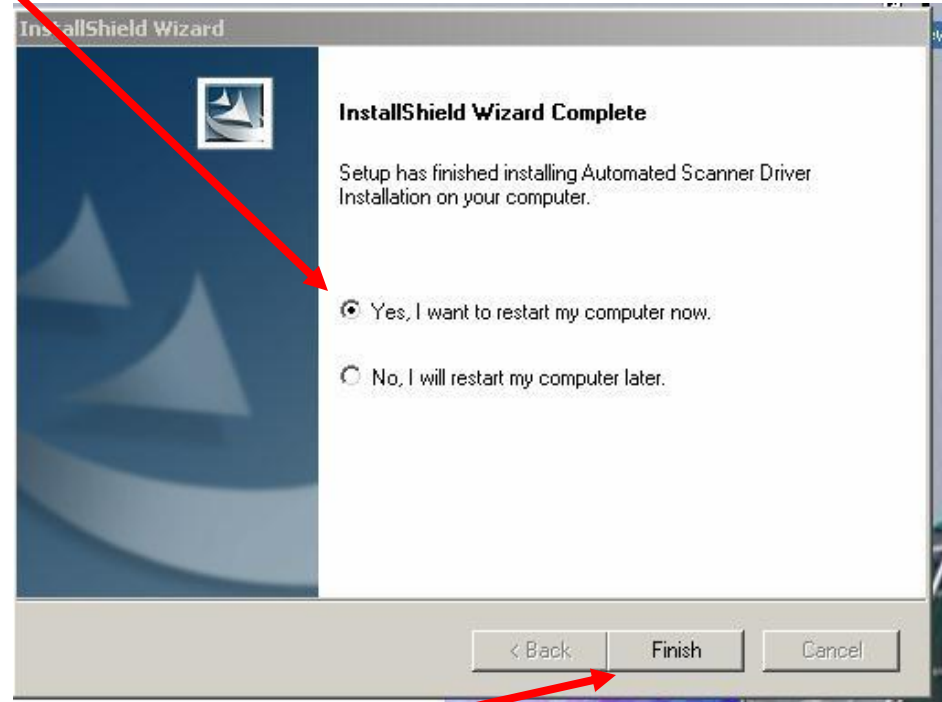 InstallShield Wizard
InstallShield Wizard Complete
Setup has finished installing Automated Scanner Driver
Installation on your computer.
Yes, I want to restart my computer now.
No, I will restart my computer later.
< Back
Finish
Cancel